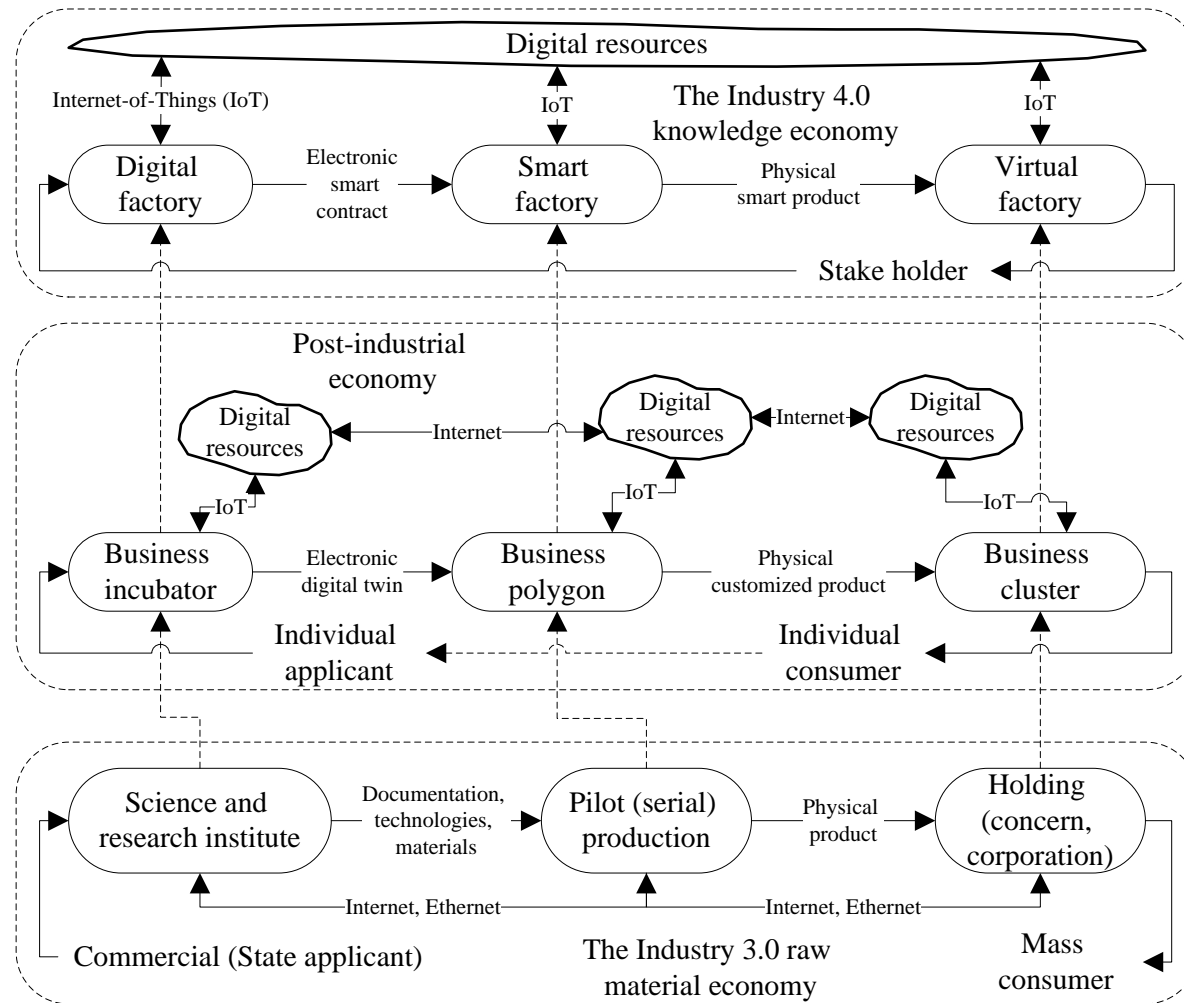 Digital resources
Internet-of-Things (IoT)
IoT
IoT
The Industry 4.0
knowledge economy
Digital
factory
Electronic
smart
contract
Smart
factory
Physical
smart product
Virtual
factory
Stake holder
Post-industrial
economy
Digital
resources
Internet
Digital
resources
Internet
Digital
resources
IoT
IoT
IoT
Business
incubator
Electronic
digital twin
Business
polygon
Physical
customized product
Business
cluster
Individual
applicant
Individual
consumer
Science and
research institute
Documentation,
technologies,
materials
Pilot (serial)
production
Physical
product
Holding
(concern,
corporation)
Internet, Ethernet
Internet, Ethernet
Commercial (State applicant)
The Industry 3.0 raw
material economy
Mass
consumer